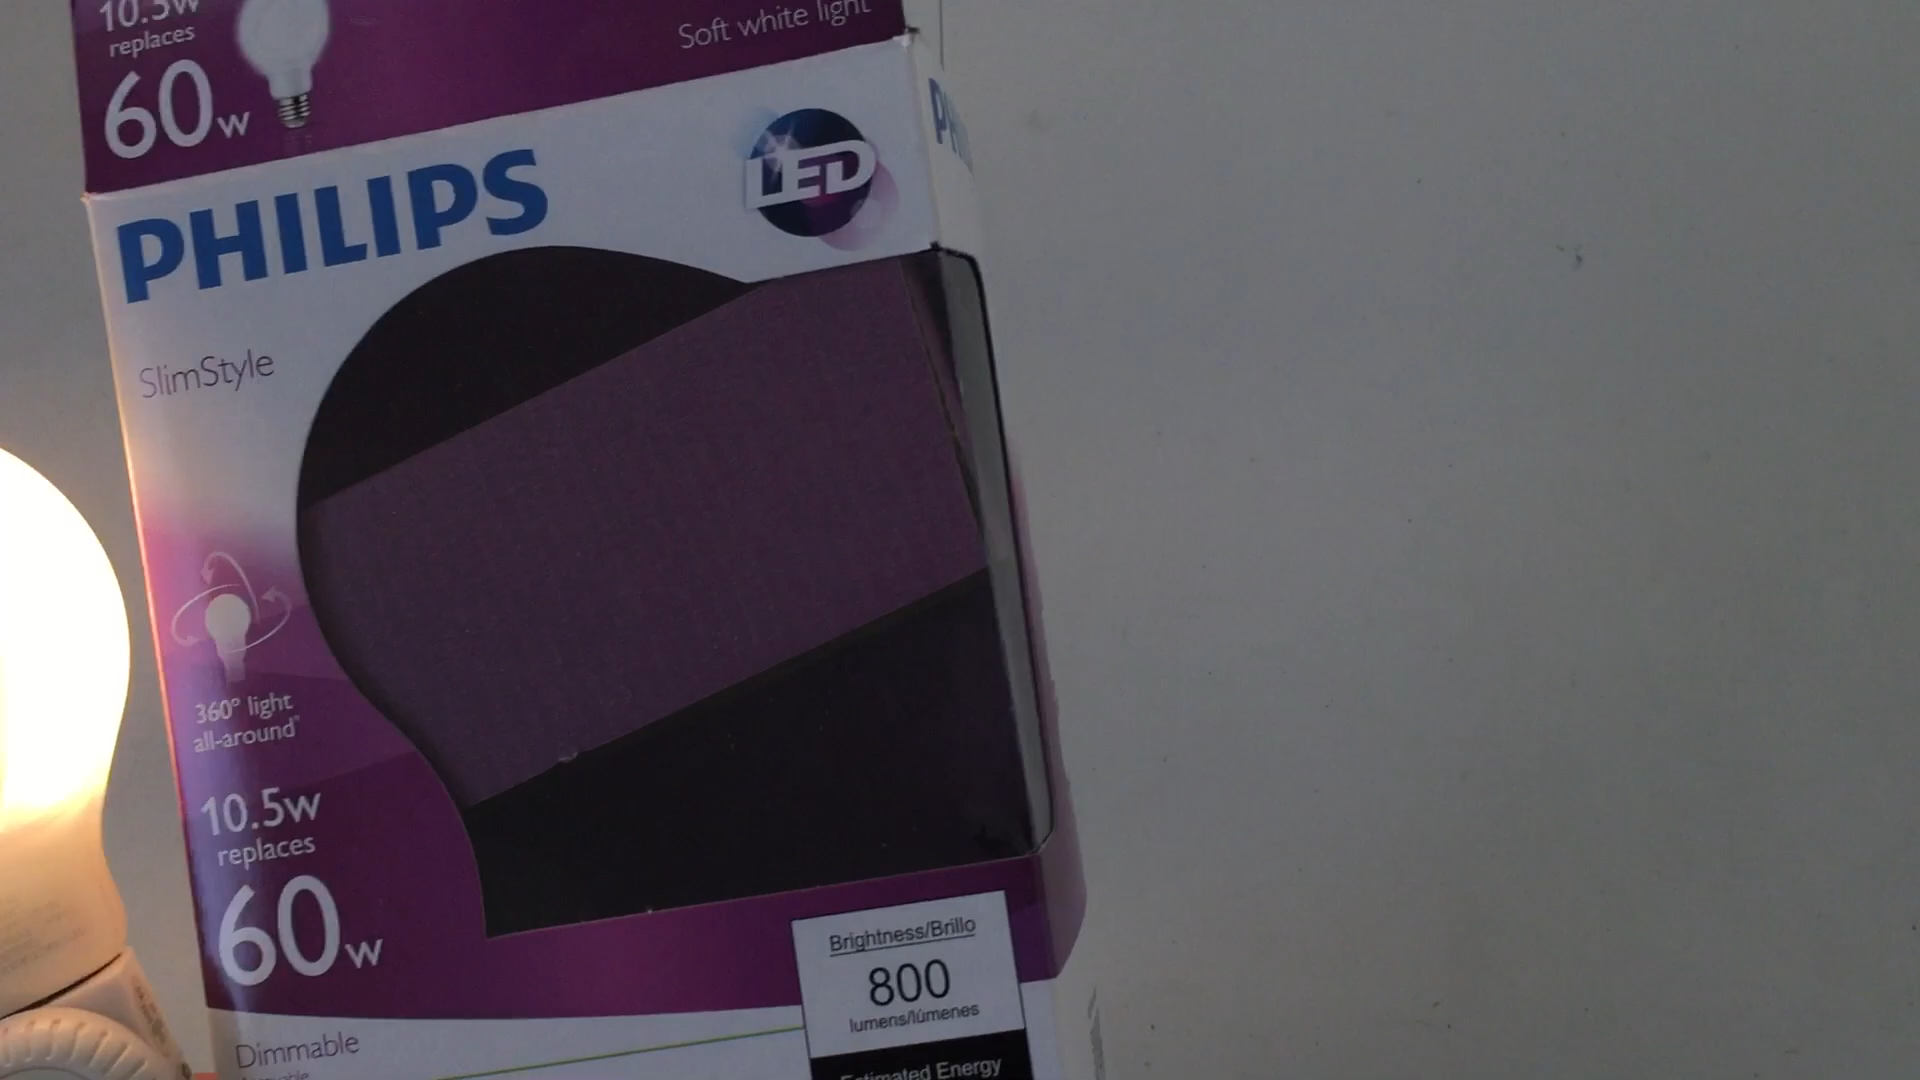 10.5w
replaces
60w
Soft white light
PHILIPS
LED
SlimStyle
360° light
all-around*
10.5w
replaces
60w
Brightness/Brillo
800
lumens/lúmenes
Estimated Energy
Dimmable